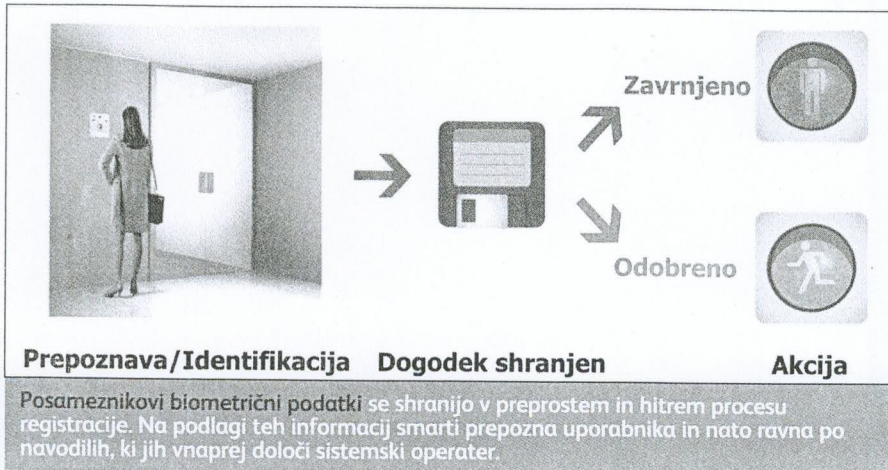 Zavrnjeno
Odobreno
Prepoznava/Identifikacija Dogodek shranjen Akcija
Posameznikovi biometrični podatki se shranijo v preprostem in hitrem procesu
registracije. Na podlagi teh informacij smarti prepozna uporabnika in nato ravna po
navodilih, ki jih vnaprej določi sistemski operater.